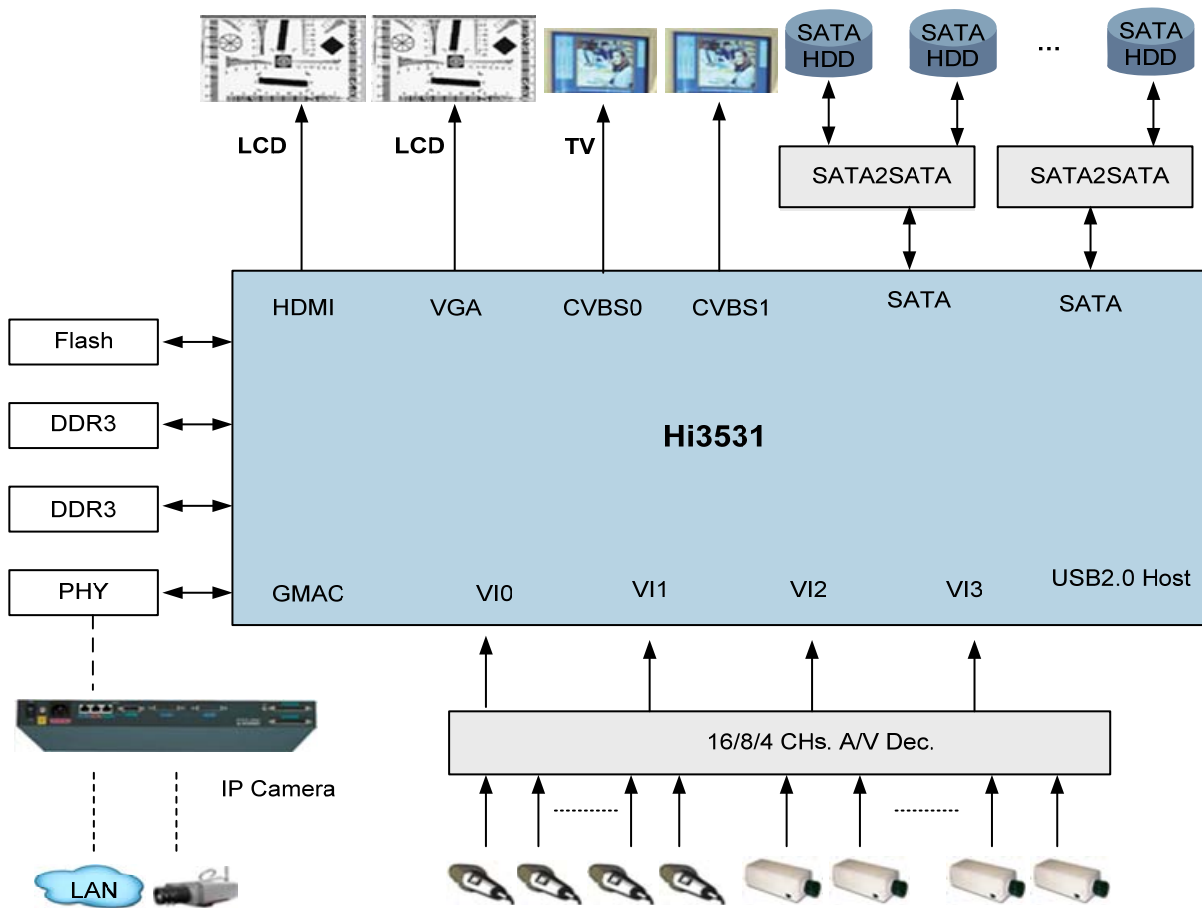 SATA
HDD
SATA
HDD
...
SATA
HDD
LCD
LCD
TV
SATA2SATA
SATA2SATA
HDMI
VGA
CVBS0
CVBS1
SATA
SATA
Flash
DDR3
DDR3
PHY
Hi3531
GMAC
VI0
VI1
VI2
VI3
USB2.0 Host
16/8/4 CHs. A/V Dec.
IP Camera
LAN